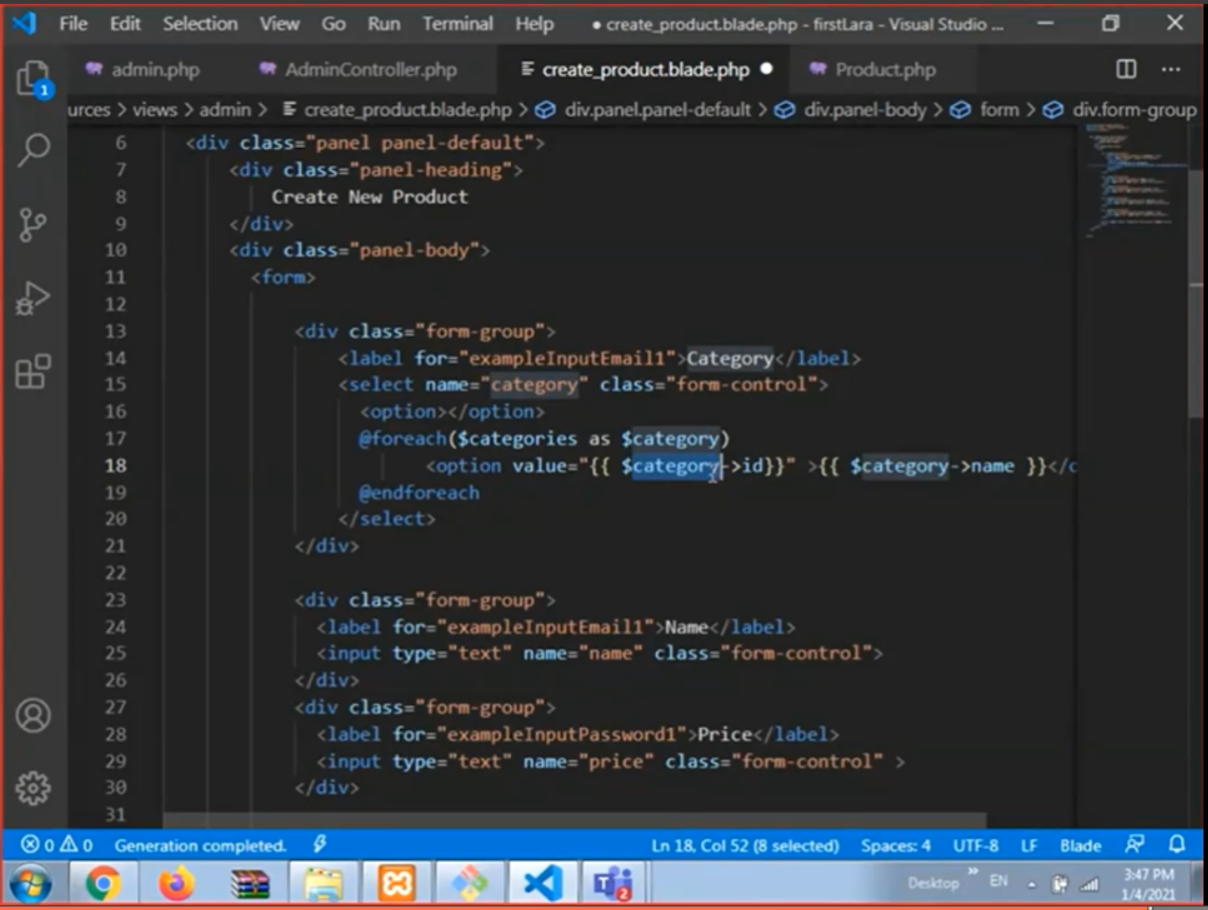 File Edit Selection View Go Run Terminal Help ● create_product.blade.php - firstLara - Visual Studio ...
admin.php AdminController.php create_product.blade.php ● Product.php ...
1
urces > views > admin > create_product.blade.php > div.panel.panel-default > div.panel-body > form > div.form-group
6 <div class="panel panel-default">
7 <div class="panel-heading">
8 Create New Product
9 </div>
10 <div class="panel-body">
11 <form>
12
13 <div class="form-group">
14 <label for="exampleInputEmail1">Category</label>
15 <select name="category" class="form-control">
16 <option></option>
17 @foreach($categories as $category)
18 <option value="{{ $category->id}}" >{{ $category->name }}</o
19 @endforeach
20 </select>
21 </div>
22
23 <div class="form-group">
24 <label for="exampleInputEmail1">Name</label>
25 <input type="text" name="name" class="form-control">
26 </div>
27 <div class="form-group">
28 <label for="exampleInputPassword1">Price</label>
29 <input type="text" name="price" class="form-control" >
30 </div>
31
0 0 Generation completed. Ln 18, Col 52 (8 selected) Spaces: 4 UTF-8 LF Blade
Desktop » EN 3:47 PM
2 1/4/2021